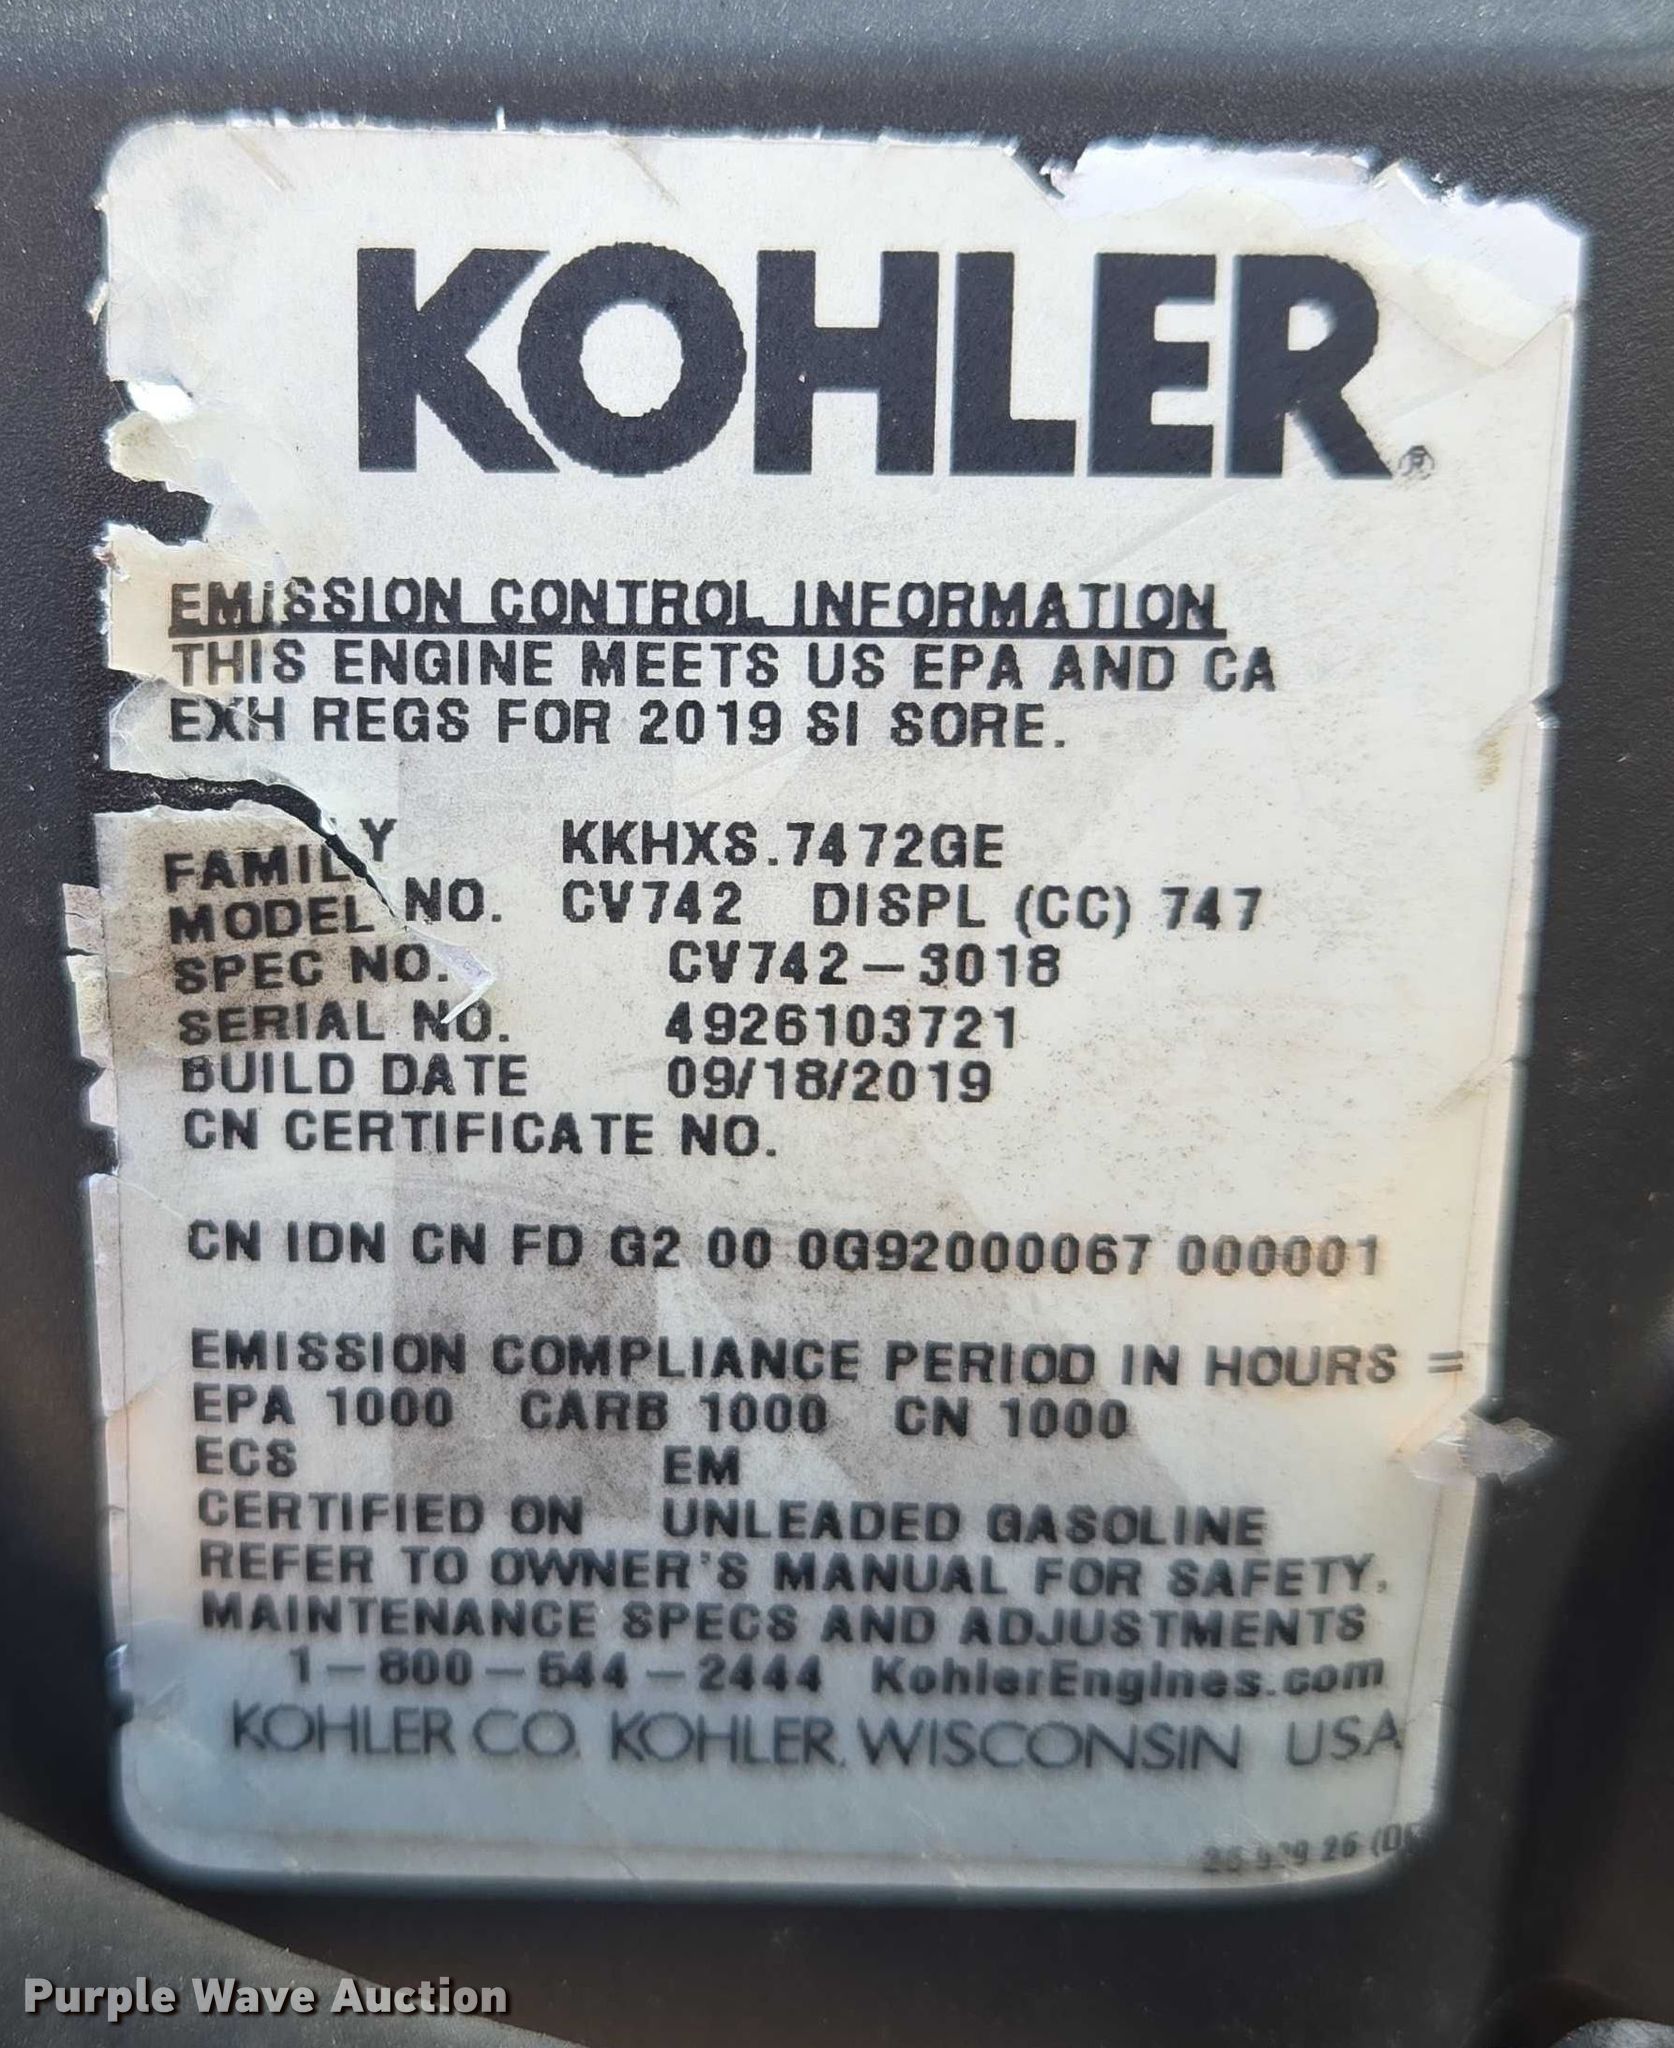 KOHLER®
EMISSION CONTROL INFORMATION
THIS ENGINE MEETS US EPA AND CA
EXH REGS FOR 2019 SI SORE.
FAMILY KKHXS.7472GE
MODEL NO. CV742 DISPL (CC) 747
SPEC NO. CV742-3018
SERIAL NO. 4926103721
BUILD DATE 09/18/2019
CN CERTIFICATE NO.
CN IDN CN FD G2 00 0G92000067 000001
EMISSION COMPLIANCE PERIOD IN HOURS =
EPA 1000 CARB 1000 CN 1000
ECS EM
CERTIFIED ON UNLEADED GASOLINE
REFER TO OWNER'S MANUAL FOR SAFETY,
MAINTENANCE SPECS AND ADJUSTMENTS
1-800-544-2444 KohlerEngines.com
KOHLER CO. KOHLER, WISCONSIN USA
Purple Wave Auction